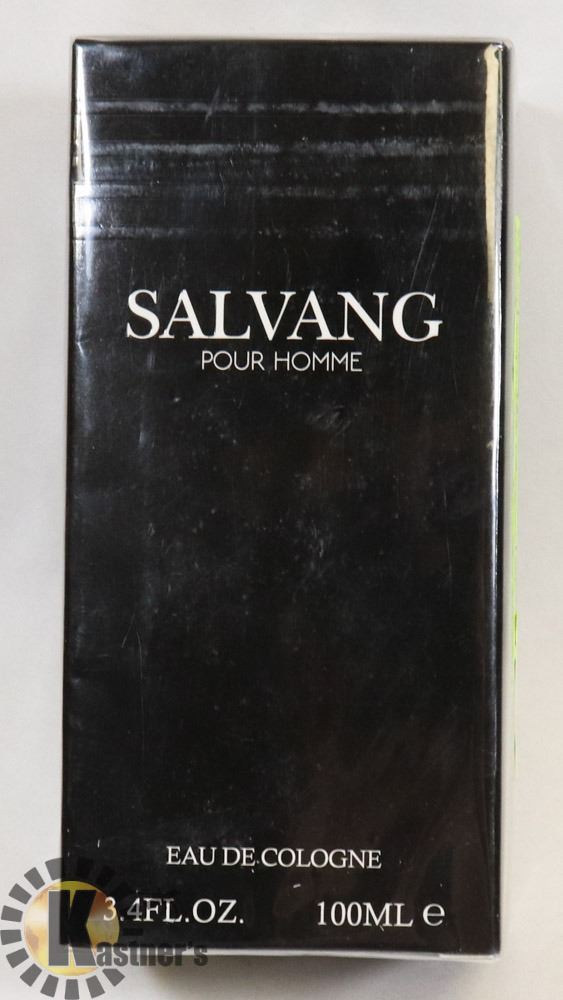 SALVANG
POUR HOMME
EAU DE COLOGNE
3.4FL.OZ. 100ML e
Kastner's